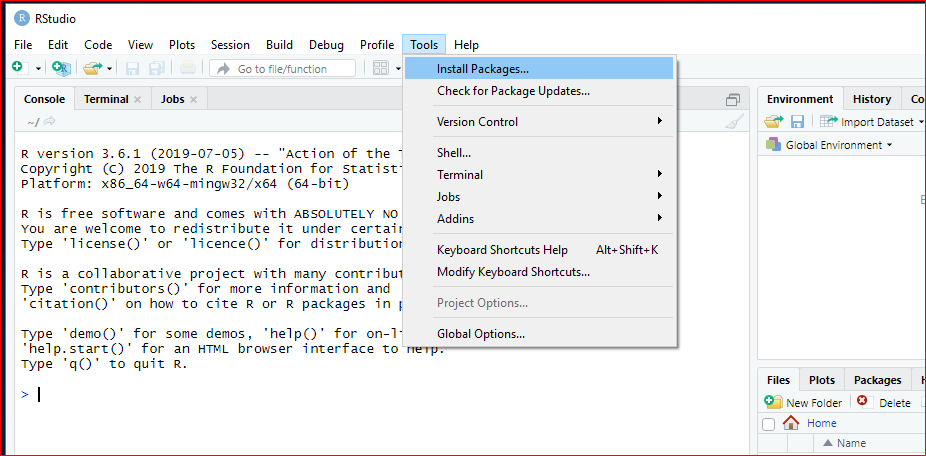 RStudio
File Edit Code View Plots Session Build Debug Profile Tools Help
Go to file/function
Install Packages...
Check for Package Updates...
Version Control
Shell...
Terminal
Jobs
Addins
Keyboard Shortcuts Help Alt+Shift+K
Modify Keyboard Shortcuts...
Project Options...
Global Options...
Console Terminal Jobs
~/
R version 3.6.1 (2019-07-05) -- "Action of the T
Copyright (C) 2019 The R Foundation for Statist
Platform: x86_64-w64-mingw32/x64 (64-bit)
R is free software and comes with ABSOLUTELY NO
You are welcome to redistribute it under certai
Type 'license()' or 'licence()' for distribution
R is a collaborative project with many contribut
Type 'contributors()' for more information and
'citation()' on how to cite R or R packages in p
Type 'demo()' for some demos, 'help()' for on-li
'help.start()' for an HTML browser interface to help.
Type 'q()' to quit R.
>
Environment History Co
Import Dataset
Global Environment
Files Plots Packages H
New Folder Delete
Home
Name